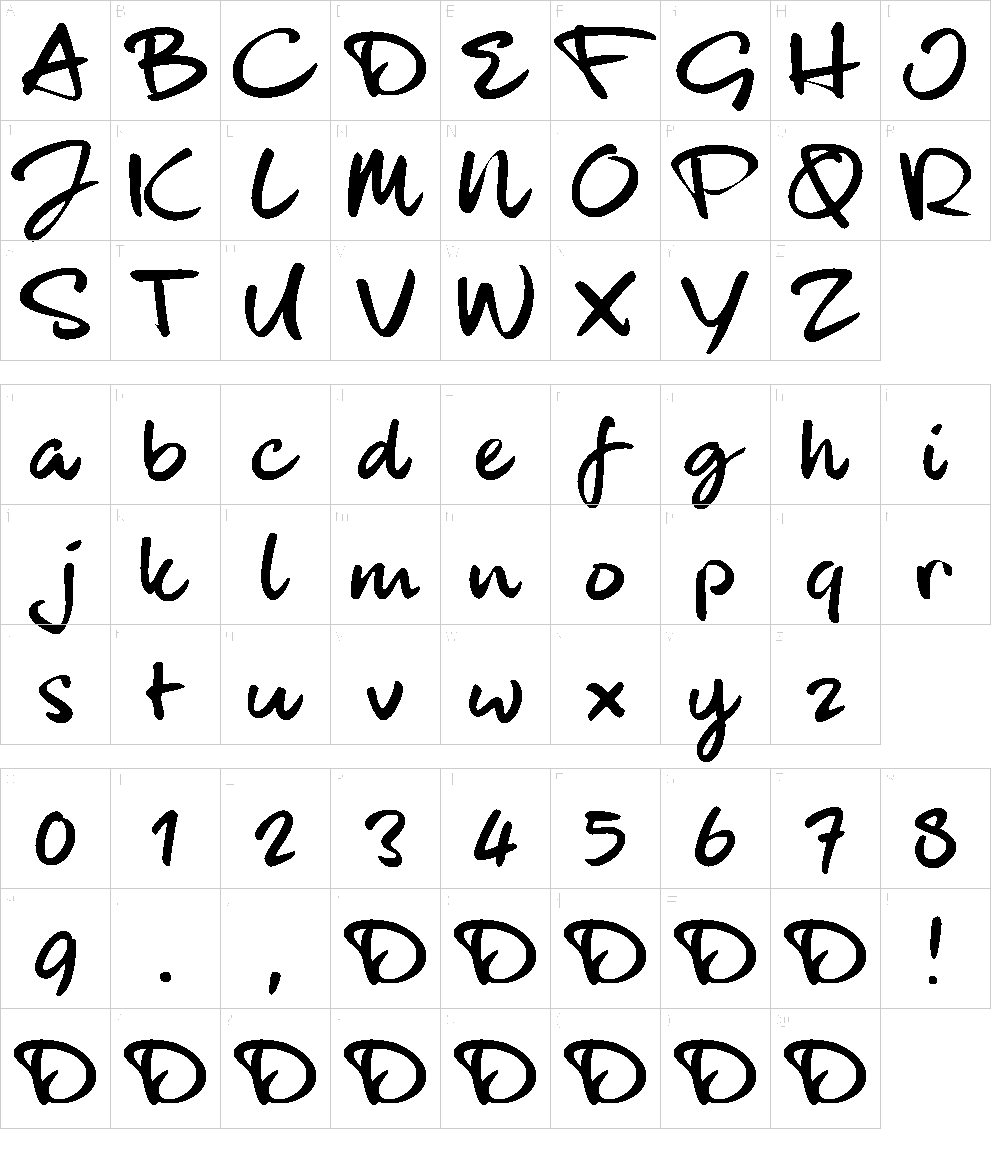 A B C D E F G H I
J K L M N O P Q R
S T U V W X Y Z
a b c d e f g h i
j k l m n o p q r
s t u v w x y z
0 1 2 3 4 5 6 7 8
9 . , D D D D D !
D D D D D D D D